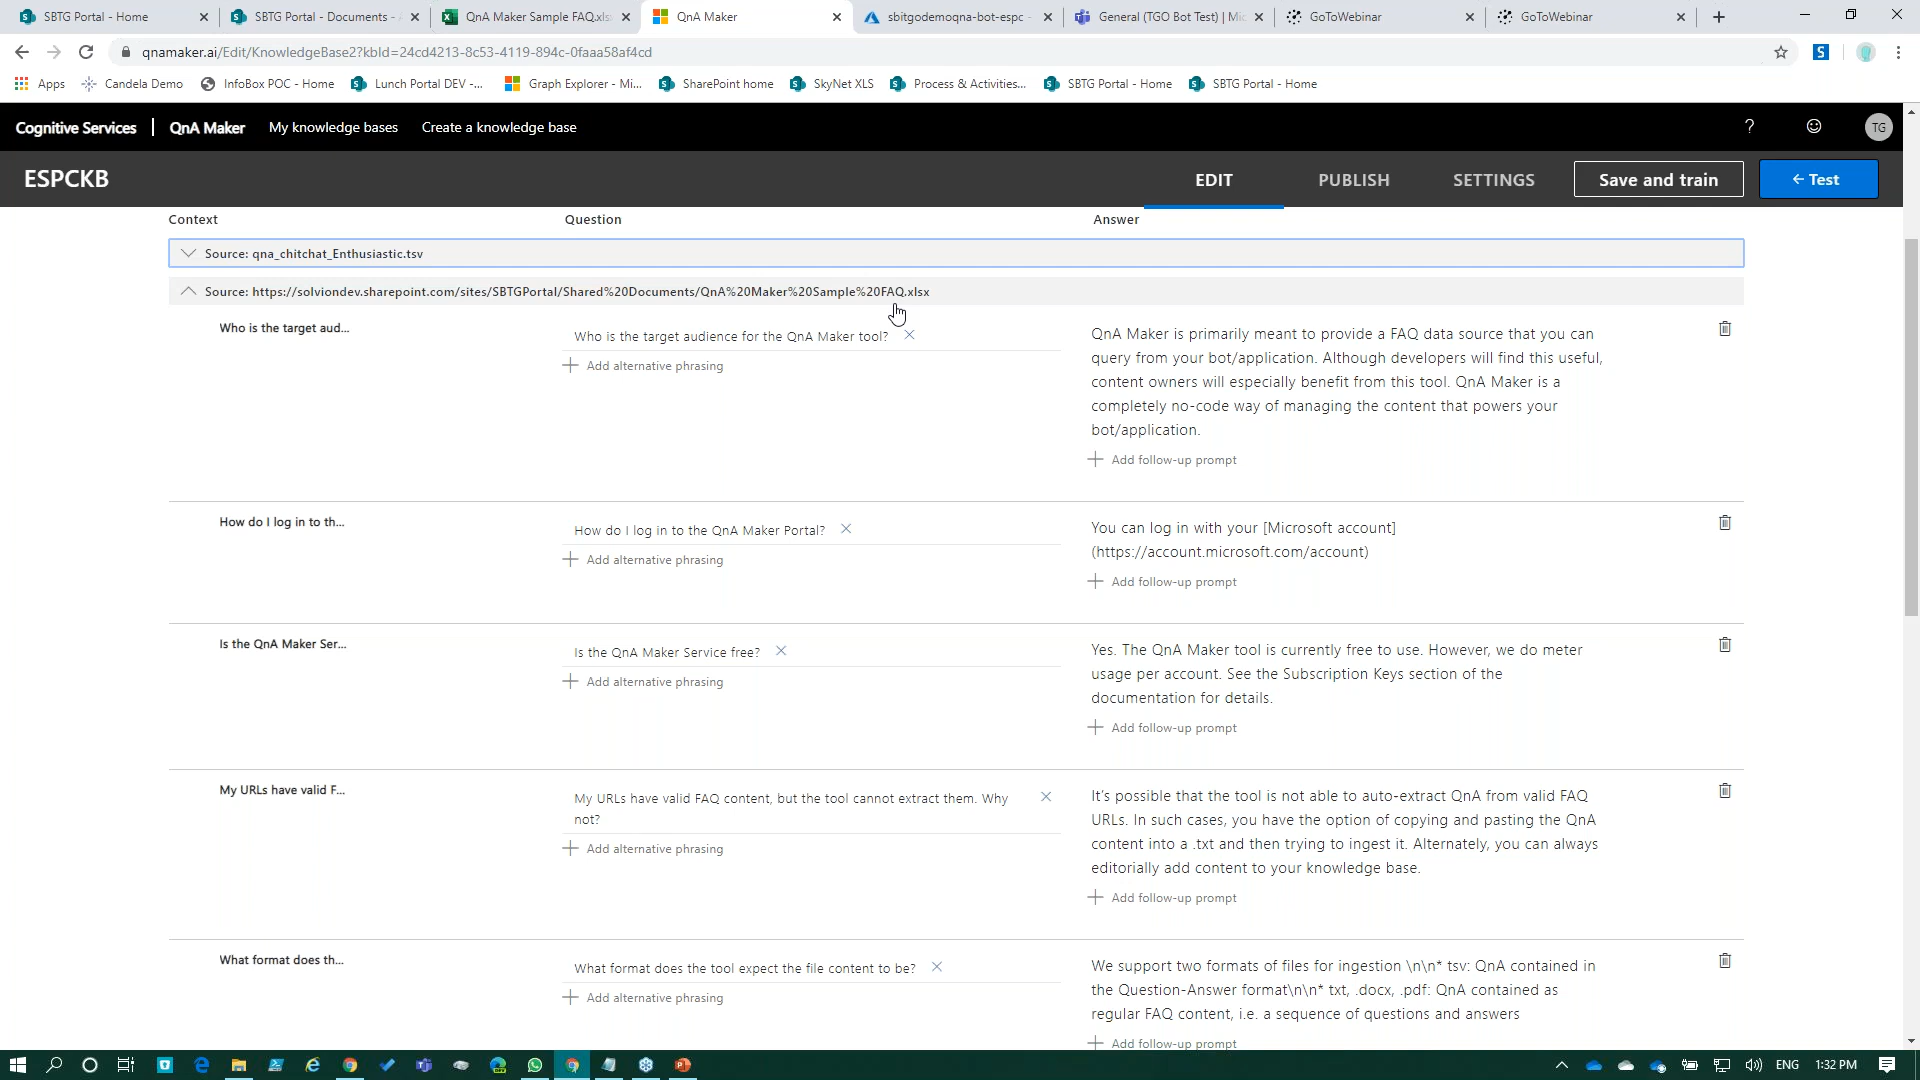 SBTG Portal - Home
SBTG Portal - Documents -
QnA Maker Sample FAQ.xls
QnA Maker
sbitgodemoqna-bot-espc -
General (TGO Bot Test) | Mi
GoToWebinar
GoToWebinar
qnamaker.ai/Edit/KnowledgeBase2?kbId=24cd4213-8c53-4119-894c-0faaa58af4cd
Apps
Candela Demo
InfoBox POC - Home
Lunch Portal DEV -...
Graph Explorer - Mi...
SharePoint home
SkyNet XLS
Process & Activities...
SBTG Portal - Home
SBTG Portal - Home
Cognitive Services
QnA Maker
My knowledge bases
Create a knowledge base
?
TG
ESPCKB
EDIT
PUBLISH
SETTINGS
Save and train
← Test
Context
Question
Answer
Source: qna_chitchat_Enthusiastic.tsv
Source: https://solviondev.sharepoint.com/sites/SBTGPortal/Shared%20Documents/QnA%20Maker%20Sample%20FAQ.xlsx
Who is the target aud...
Who is the target audience for the QnA Maker tool?
Add alternative phrasing
QnA Maker is primarily meant to provide a FAQ data source that you can
query from your bot/application. Although developers will find this useful,
content owners will especially benefit from this tool. QnA Maker is a
completely no-code way of managing the content that powers your
bot/application.
Add follow-up prompt
How do I log in to th...
How do I log in to the QnA Maker Portal?
Add alternative phrasing
You can log in with your [Microsoft account]
(https://account.microsoft.com/account)
Add follow-up prompt
Is the QnA Maker Ser...
Is the QnA Maker Service free?
Add alternative phrasing
Yes. The QnA Maker tool is currently free to use. However, we do meter
usage per account. See the Subscription Keys section of the
documentation for details.
Add follow-up prompt
My URLs have valid F...
My URLs have valid FAQ content, but the tool cannot extract them. Why
not?
Add alternative phrasing
It's possible that the tool is not able to auto-extract QnA from valid FAQ
URLs. In such cases, you have the option of copying and pasting the QnA
content into a .txt and then trying to ingest it. Alternately, you can always
editorially add content to your knowledge base.
Add follow-up prompt
What format does th...
What format does the tool expect the file content to be?
Add alternative phrasing
We support two formats of files for ingestion \n\n* tsv: QnA contained in
the Question-Answer format\n\n* txt, .docx, .pdf: QnA contained as
regular FAQ content, i.e. a sequence of questions and answers
Add follow-up prompt
ENG
1:32 PM